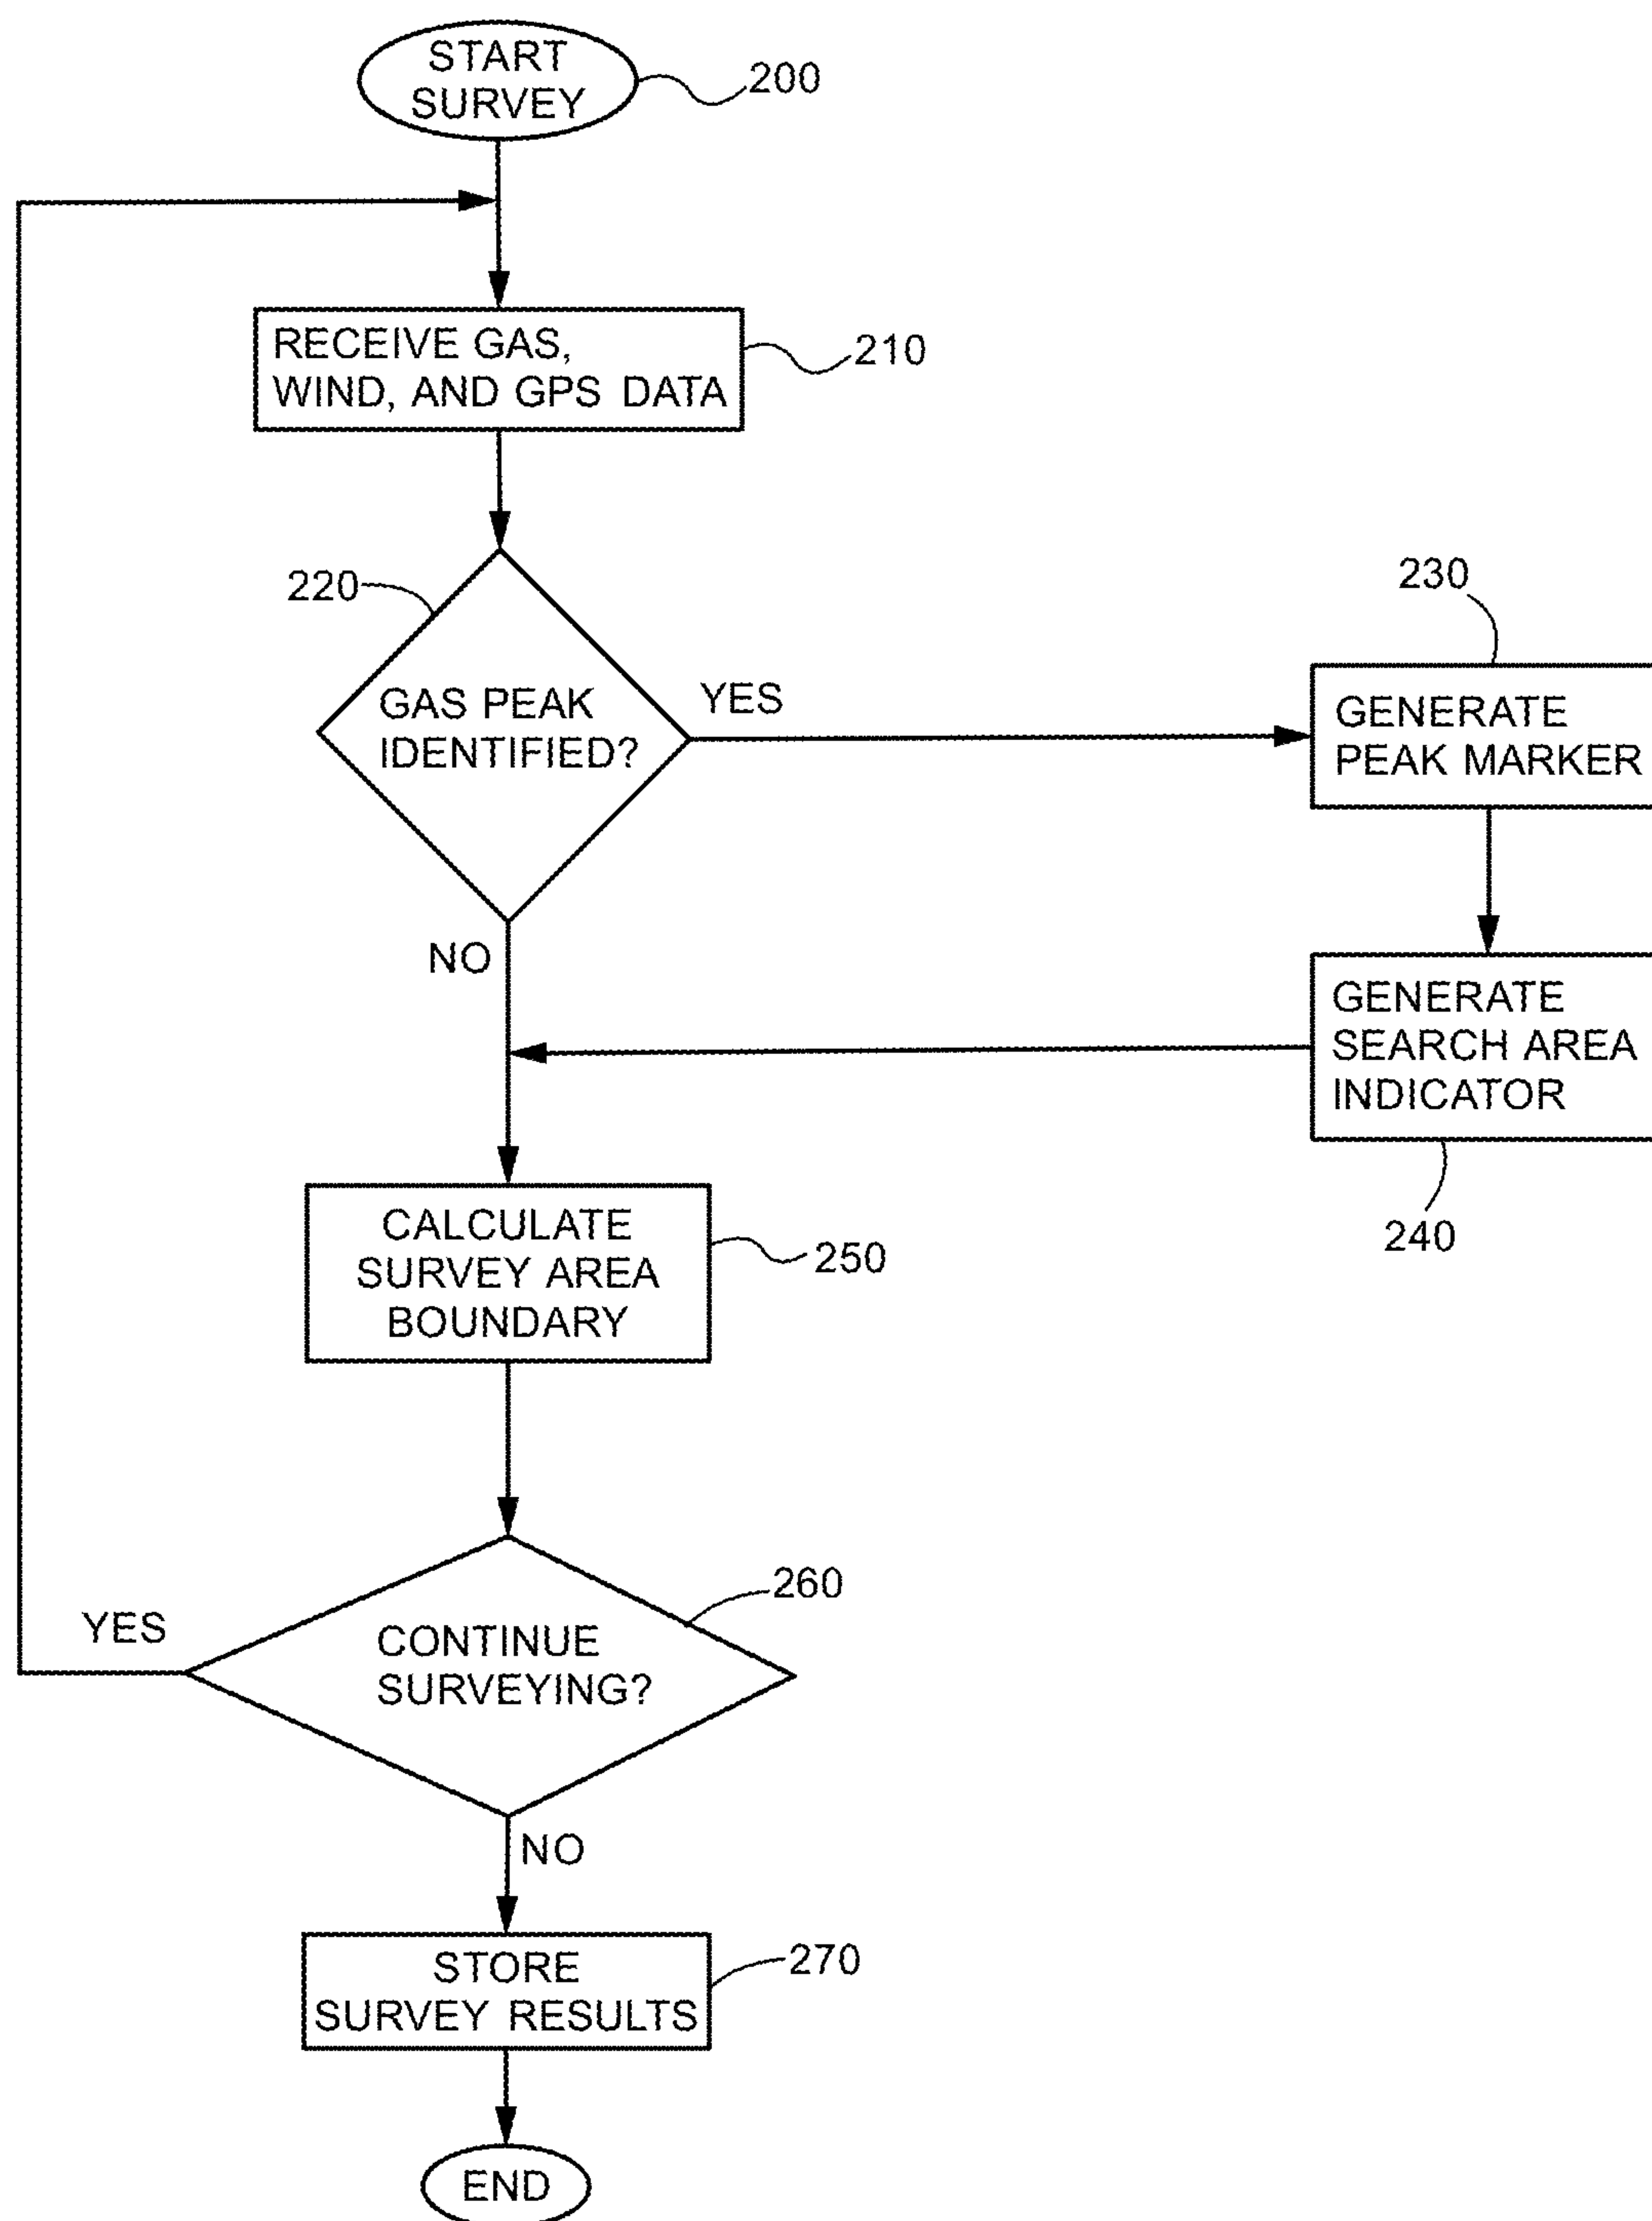 START
SURVEY
200
RECEIVE GAS,
WIND, AND GPS DATA
210
220
GAS PEAK
IDENTIFIED?
YES
230
GENERATE
PEAK MARKER
NO
GENERATE
SEARCH AREA
INDICATOR
240
CALCULATE
SURVEY AREA
BOUNDARY
250
260
YES
CONTINUE
SURVEYING?
NO
STORE
SURVEY RESULTS
270
END